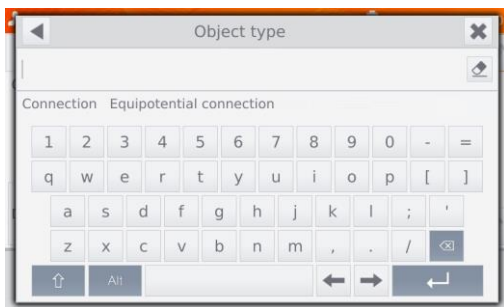 Object type
Connection Equipotential connection
1 2 3 4 5 6 7 8 9 0 - =
q w e r t y u i o p [ ]
a s d f g h j k l ; '
z x c v b n m , . /
Alt